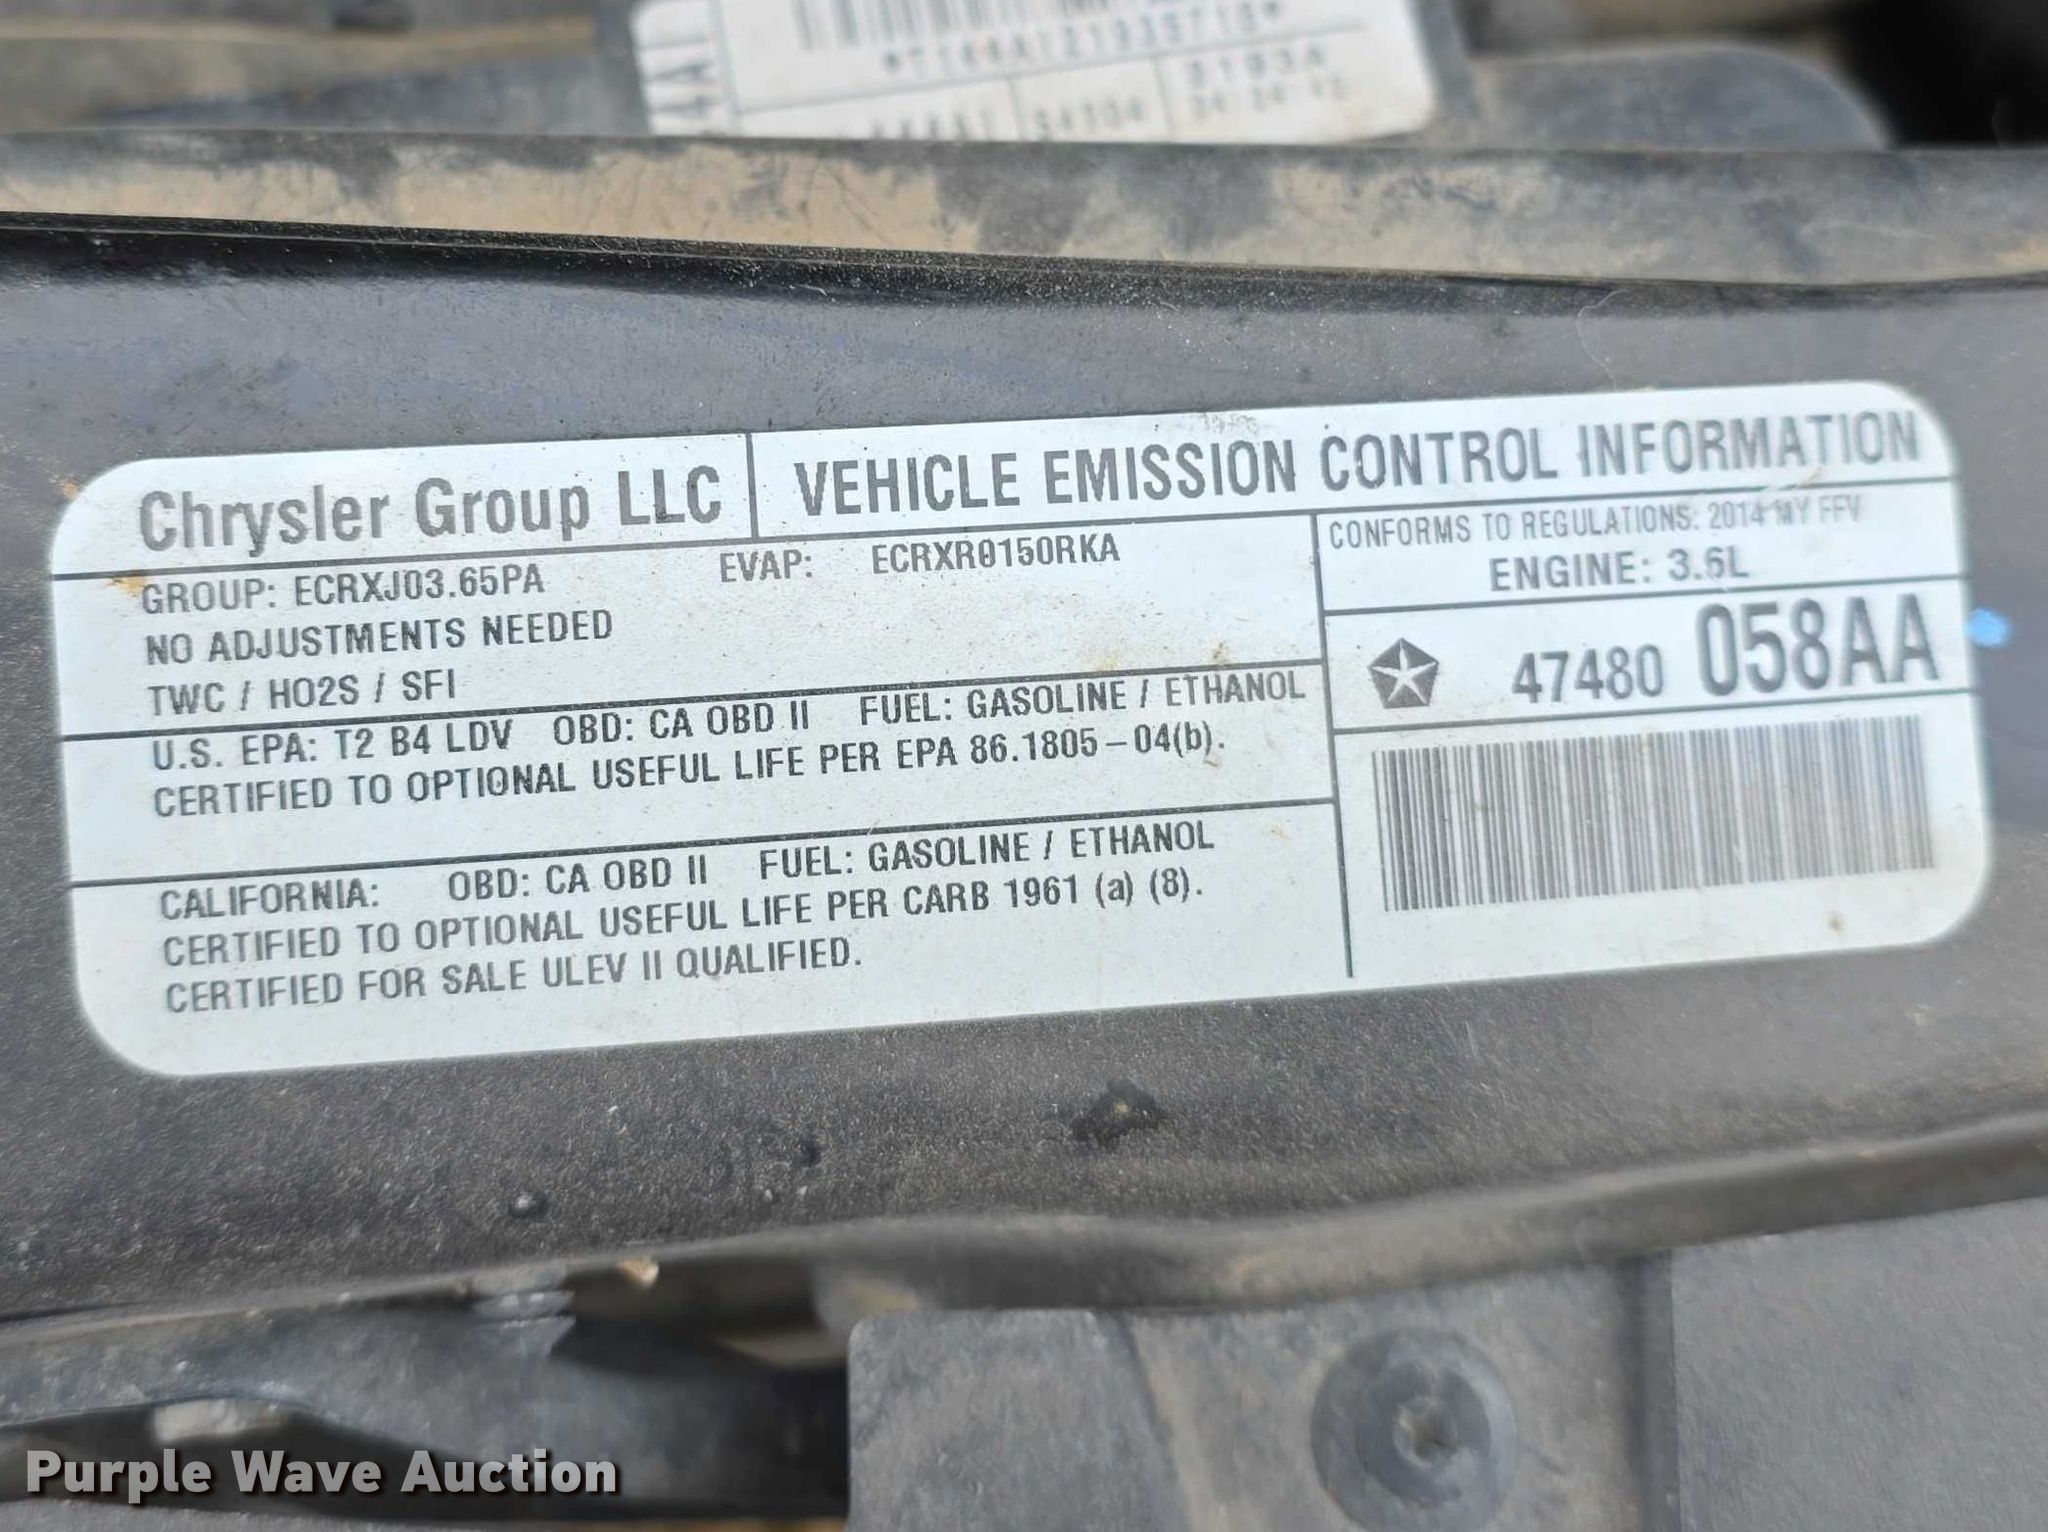 4AL
S4704
2193A
Chrysler Group LLC
VEHICLE EMISSION CONTROL INFORMATION
GROUP: ECRXJ03.65PA EVAP: ECRXR0150RKA
NO ADJUSTMENTS NEEDED
TWC / HO2S / SFI
CONFORMS TO REGULATIONS: 2014 MY FFV
ENGINE: 3.6L
47480 058AA
U.S. EPA: T2 B4 LDV OBD: CA OBD II FUEL: GASOLINE / ETHANOL
CERTIFIED TO OPTIONAL USEFUL LIFE PER EPA 86.1805-04(b).
CALIFORNIA: OBD: CA OBD II FUEL: GASOLINE / ETHANOL
CERTIFIED TO OPTIONAL USEFUL LIFE PER CARB 1961 (a) (8).
CERTIFIED FOR SALE ULEV II QUALIFIED.
Purple Wave Auction